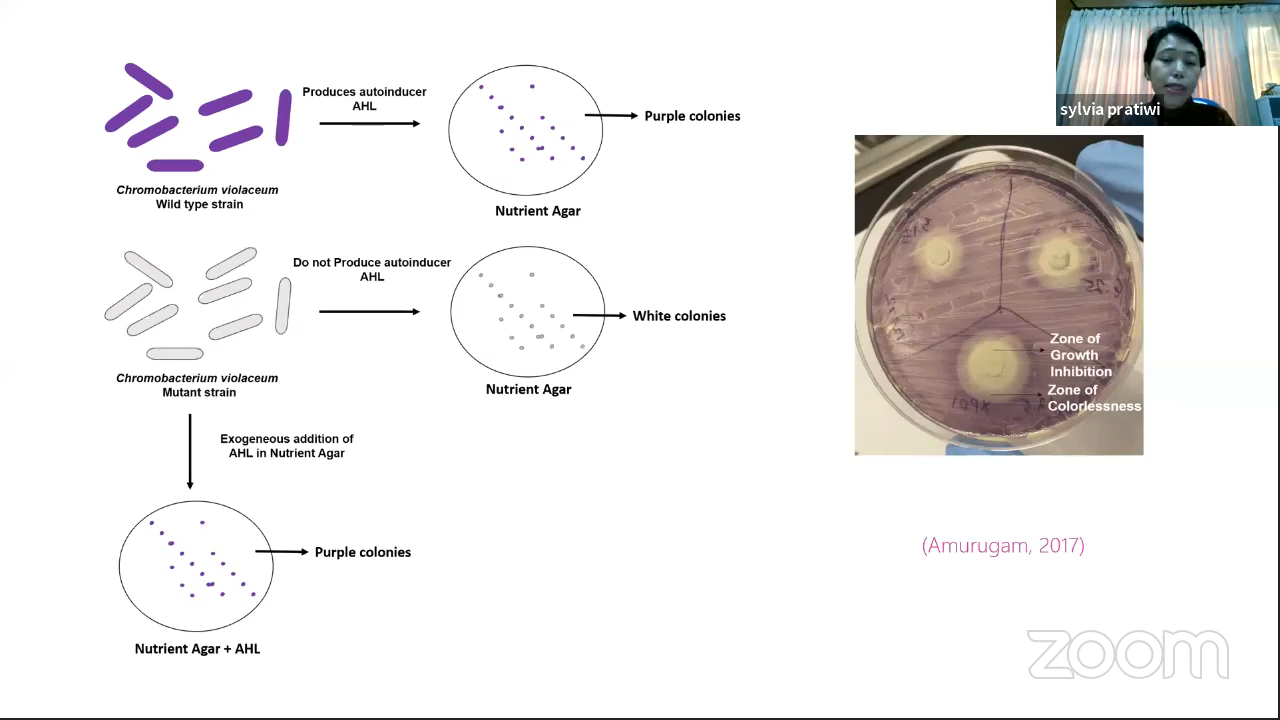 Produces autoinducer
AHL
Purple colonies
Chromobacterium violaceum
Wild type strain
Nutrient Agar
Do not Produce autoinducer
AHL
White colonies
Chromobacterium violaceum
Mutant strain
Nutrient Agar
Exogeneous addition of
AHL in Nutrient Agar
Purple colonies
Nutrient Agar + AHL
sylvia pratiwi
Zone of
Growth
Inhibition
Zone of
Colorlessness
(Amurugam, 2017)
zoom